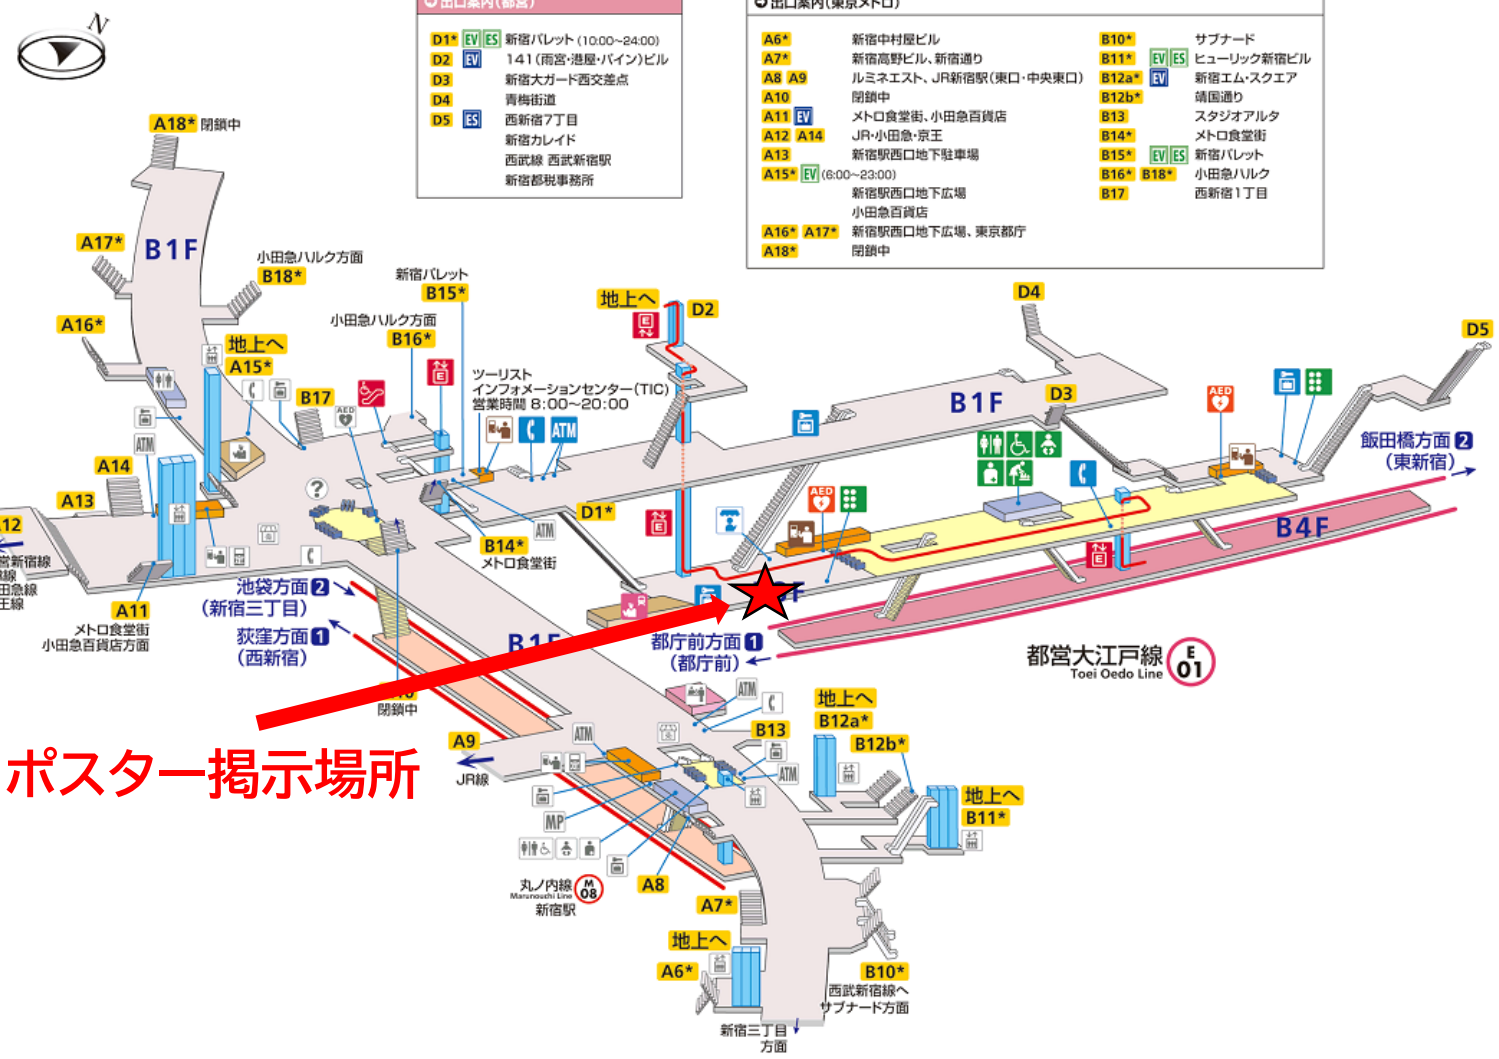 N
出口案内(都営)
D1* EV ES 新宿パレット (10:00~24:00)
D2 EV 141(雨宮・港屋・パイン)ビル
D3 新宿大ガード西交差点
D4 青梅街道
D5 ES 西新宿7丁目
新宿カレイド
西武線 西武新宿駅
新宿都税事務所
出口案内(東京メトロ)
A6* 新宿中村屋ビル
A7* 新宿高野ビル、新宿通り
A8 A9 ルミネエスト、JR新宿駅(東口・中央東口)
A10 閉鎖中
A11 EV メトロ食堂街、小田急百貨店
A12 A14 JR・小田急・京王
A13 新宿駅西口地下駐車場
A15* EV (6:00~23:00)
新宿駅西口地下広場
小田急百貨店
A16* A17* 新宿駅西口地下広場、東京都庁
A18* 閉鎖中
B10* サブナード
B11* EV ES ヒューリック新宿ビル
B12a* EV 新宿エム・スクエア
B12b* 靖国通り
B13 スタジオアルタ
B14* メトロ食堂街
B15* EV ES 新宿パレット
B16* B18* 小田急ハルク
B17 西新宿1丁目
A18* 閉鎖中
A17*
B1F
小田急ハルク方面
B18*
新宿パレット
B15*
地上へ
D2
D4
D5
A16*
地上へ
A15*
小田急ハルク方面
B16*
B17
AED
ツーリスト
インフォメーションセンター(TIC)
営業時間 8:00~20:00
ATM
B1F
D3
AED
飯田橋方面 2
(東新宿)
ATM
A14
A13
A12
営新宿線
R線
田急線
王線
?
ATM
D1*
B14*
メトロ食堂街
AED
B4F
A11
メトロ食堂街
小田急百貨店方面
池袋方面 2
(新宿三丁目)
荻窪方面 1
(西新宿)
B1F
F
都庁前方面 1
(都庁前)
都営大江戸線
Toei Oedo Line
E
01
閉鎖中
ポスター掲示場所
A9
JR線
ATM
ATM
B13
地上へ
B12a*
B12b*
ATM
MP
地上へ
B11*
丸ノ内線
Marunouchi Line
新宿駅
M
08
A8
A7*
地上へ
A6*
B10*
西武新宿線へ
サブナード方面
新宿三丁目
方面